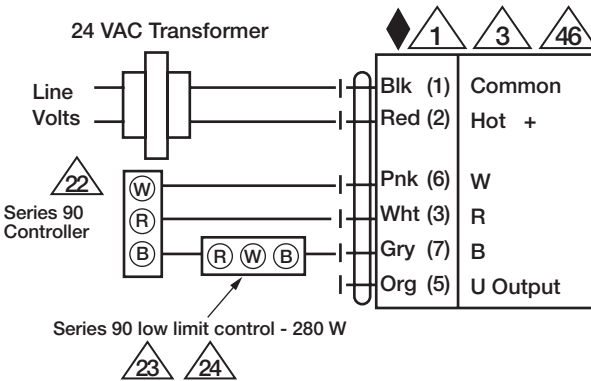 24 VAC Transformer
1 3 46
Line
Volts
Blk (1) Common
Red (2) Hot +
22
Series 90
Controller
W
R
B
R W B
Pnk (6) W
Wht (3) R
Gry (7) B
Org (5) U Output
Series 90 low limit control - 280 W
23 24